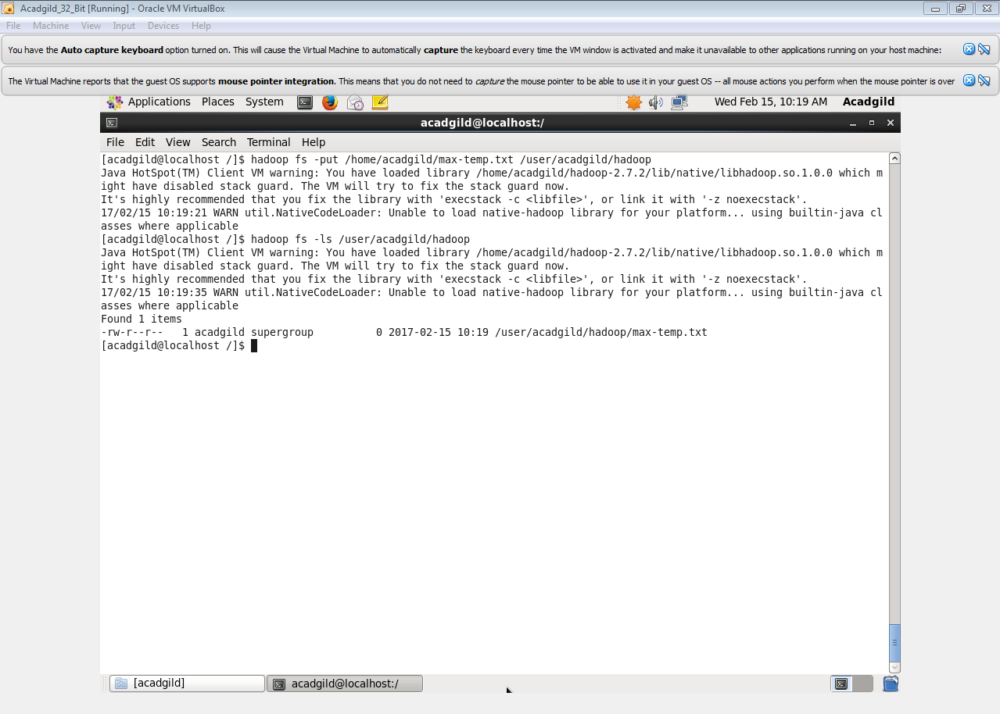 Acadgild_32_Bit [Running] - Oracle VM VirtualBox
File Machine View Input Devices Help
You have the Auto capture keyboard option turned on. This will cause the Virtual Machine to automatically capture the keyboard every time the VM window is activated and make it unavailable to other applications running on your host machine:
The Virtual Machine reports that the guest OS supports mouse pointer integration. This means that you do not need to capture the mouse pointer to be able to use it in your guest OS -- all mouse actions you perform when the mouse pointer is over
Applications Places System Wed Feb 15, 10:19 AM Acadgild
acadgild@localhost:/
File Edit View Search Terminal Help
[acadgild@localhost /]$ hadoop fs -put /home/acadgild/max-temp.txt /user/acadgild/hadoop
Java HotSpot(TM) Client VM warning: You have loaded library /home/acadgild/hadoop-2.7.2/lib/native/libhadoop.so.1.0.0 which m
ight have disabled stack guard. The VM will try to fix the stack guard now.
It's highly recommended that you fix the library with 'execstack -c <libfile>', or link it with '-z noexecstack'.
17/02/15 10:19:21 WARN util.NativeCodeLoader: Unable to load native-hadoop library for your platform... using builtin-java cl
asses where applicable
[acadgild@localhost /]$ hadoop fs -ls /user/acadgild/hadoop
Java HotSpot(TM) Client VM warning: You have loaded library /home/acadgild/hadoop-2.7.2/lib/native/libhadoop.so.1.0.0 which m
ight have disabled stack guard. The VM will try to fix the stack guard now.
It's highly recommended that you fix the library with 'execstack -c <libfile>', or link it with '-z noexecstack'.
17/02/15 10:19:35 WARN util.NativeCodeLoader: Unable to load native-hadoop library for your platform... using builtin-java cl
asses where applicable
Found 1 items
-rw-r--r--   1 acadgild supergroup          0 2017-02-15 10:19 /user/acadgild/hadoop/max-temp.txt
[acadgild@localhost /]$
[acadgild] acadgild@localhost:/